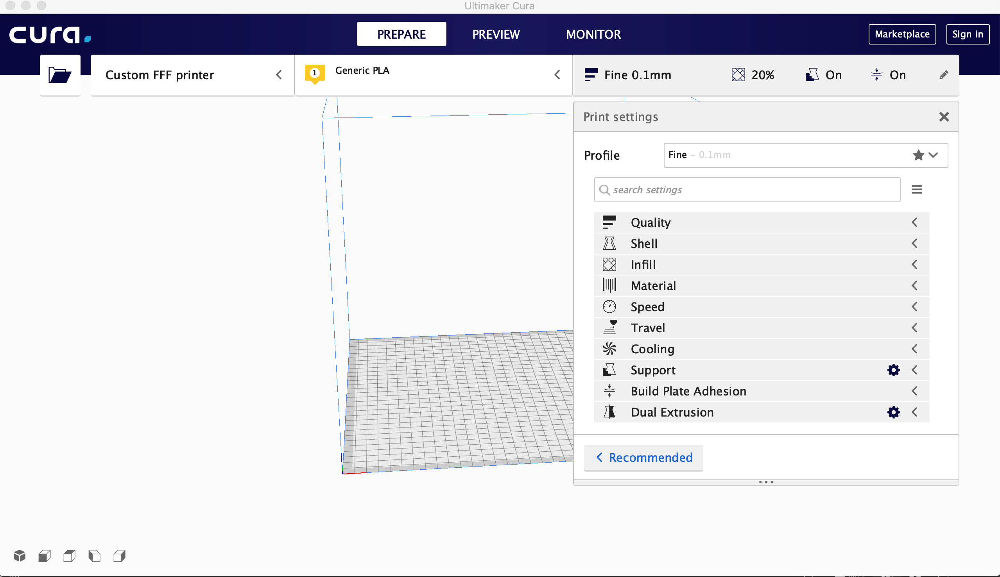 Ultimaker Cura
cura.
PREPARE
PREVIEW
MONITOR
Marketplace
Sign in
Custom FFF printer
1
Generic PLA
Fine 0.1mm
20%
On
On
Print settings
Profile
Fine – 0.1mm
search settings
Quality
Shell
Infill
Material
Speed
Travel
Cooling
Support
Build Plate Adhesion
Dual Extrusion
Recommended